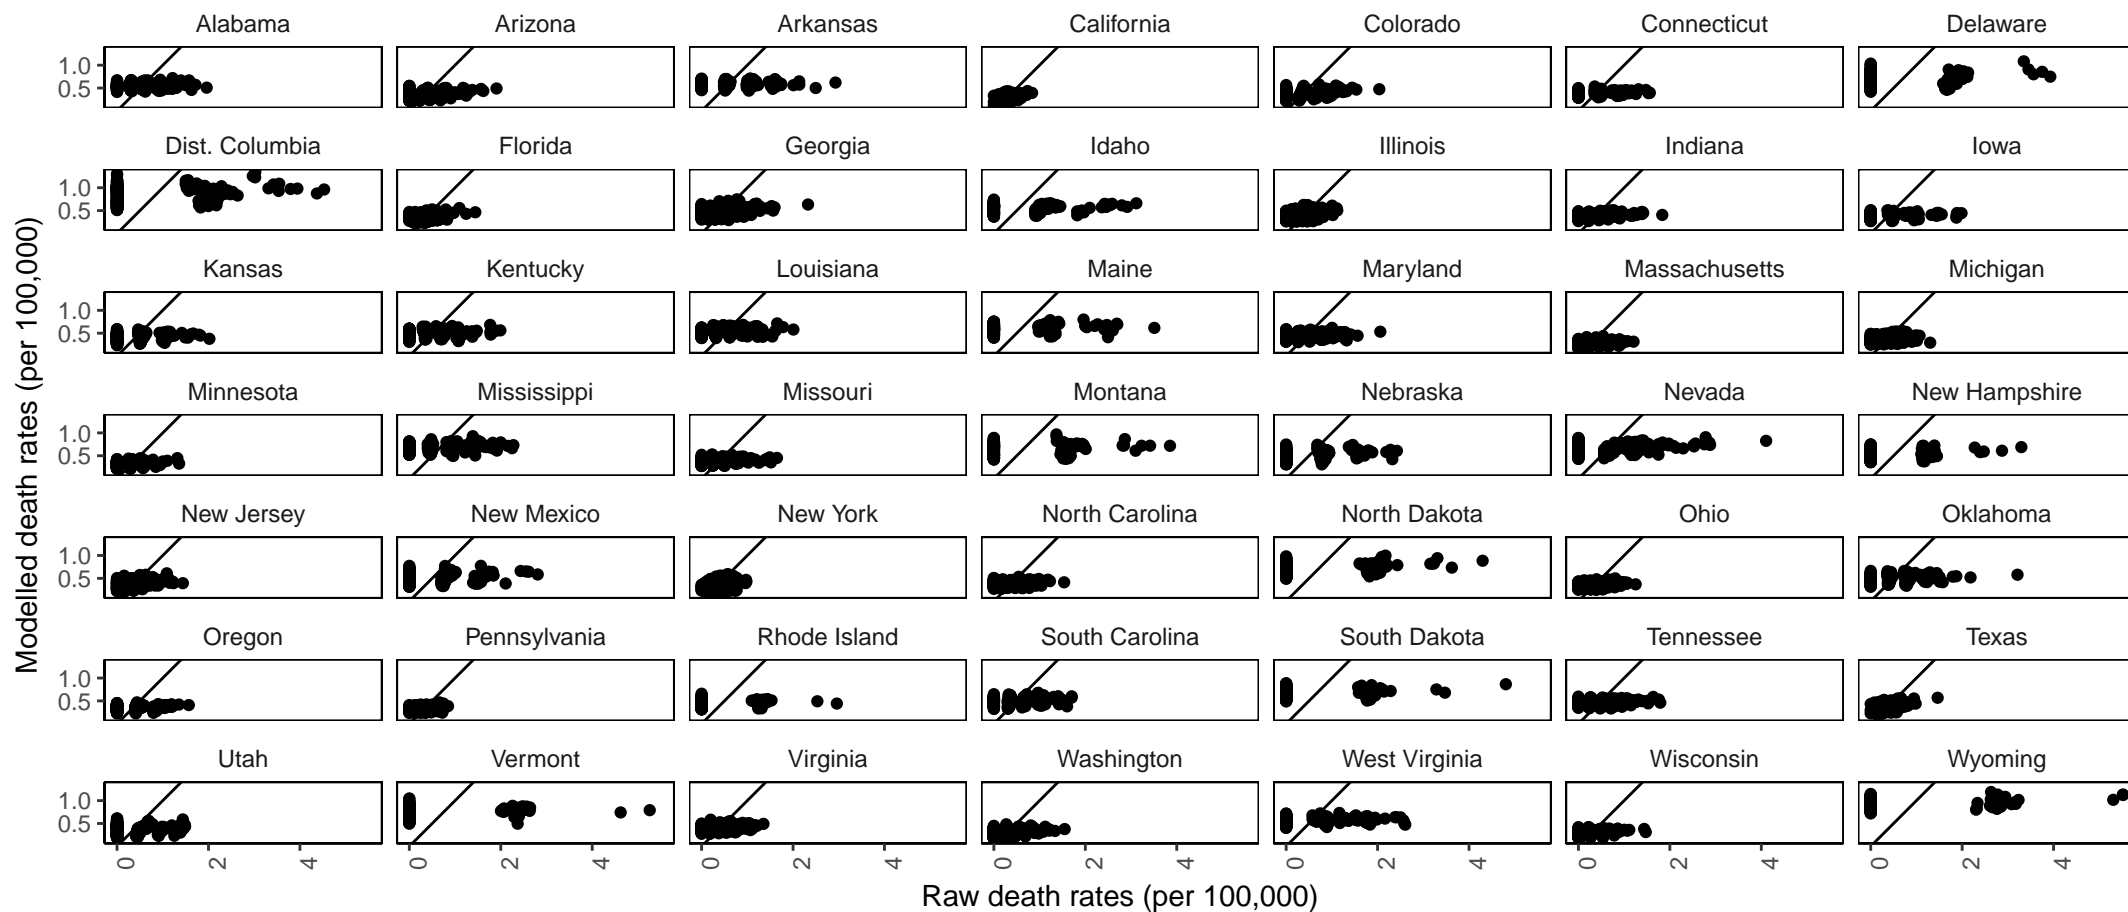 Alabama Arizona Arkansas California Colorado Connecticut Delaware
1.0
0.5
Dist. Columbia Florida Georgia Idaho Illinois Indiana Iowa
1.0
0.5
Kansas Kentucky Louisiana Maine Maryland Massachusetts Michigan
1.0
0.5
Minnesota Mississippi Missouri Montana Nebraska Nevada New Hampshire
1.0
0.5
New Jersey New Mexico New York North Carolina North Dakota Ohio Oklahoma
1.0
0.5
Oregon Pennsylvania Rhode Island South Carolina South Dakota Tennessee Texas
1.0
0.5
Utah Vermont Virginia Washington West Virginia Wisconsin Wyoming
1.0
0.5
0 2 4 0 2 4 0 2 4 0 2 4 0 2 4 0 2 4 0 2 4
Raw death rates (per 100,000)
Modelled death rates (per 100,000)